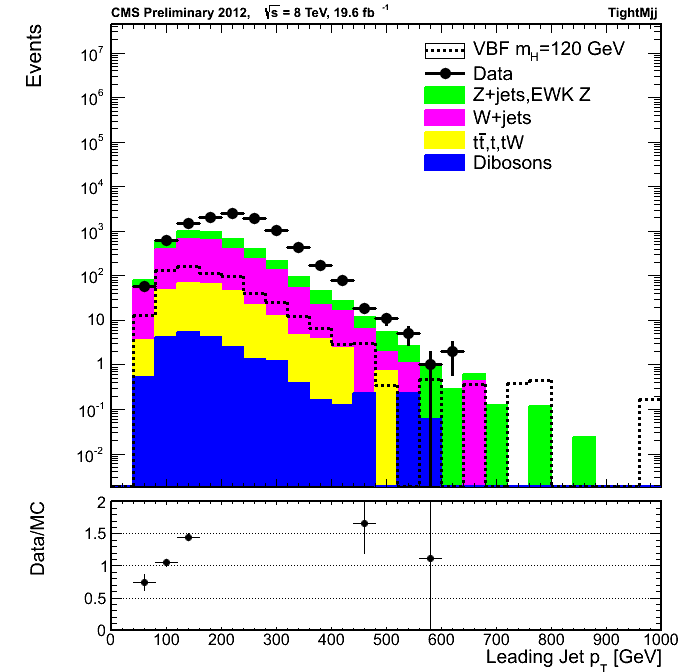 CMS Preliminary 2012, √s = 8 TeV, 19.6 fb⁻¹ TightMjj
Events
10⁷
10⁶
10⁵
10⁴
10³
10²
10
1
10⁻¹
10⁻²
VBF m_H=120 GeV
Data
Z+jets,EWK Z
W+jets
tt̄,t,tW
Dibosons
Data/MC
2
1.5
1
0.5
0
0 100 200 300 400 500 600 700 800 900 1000
Leading Jet p_T [GeV]